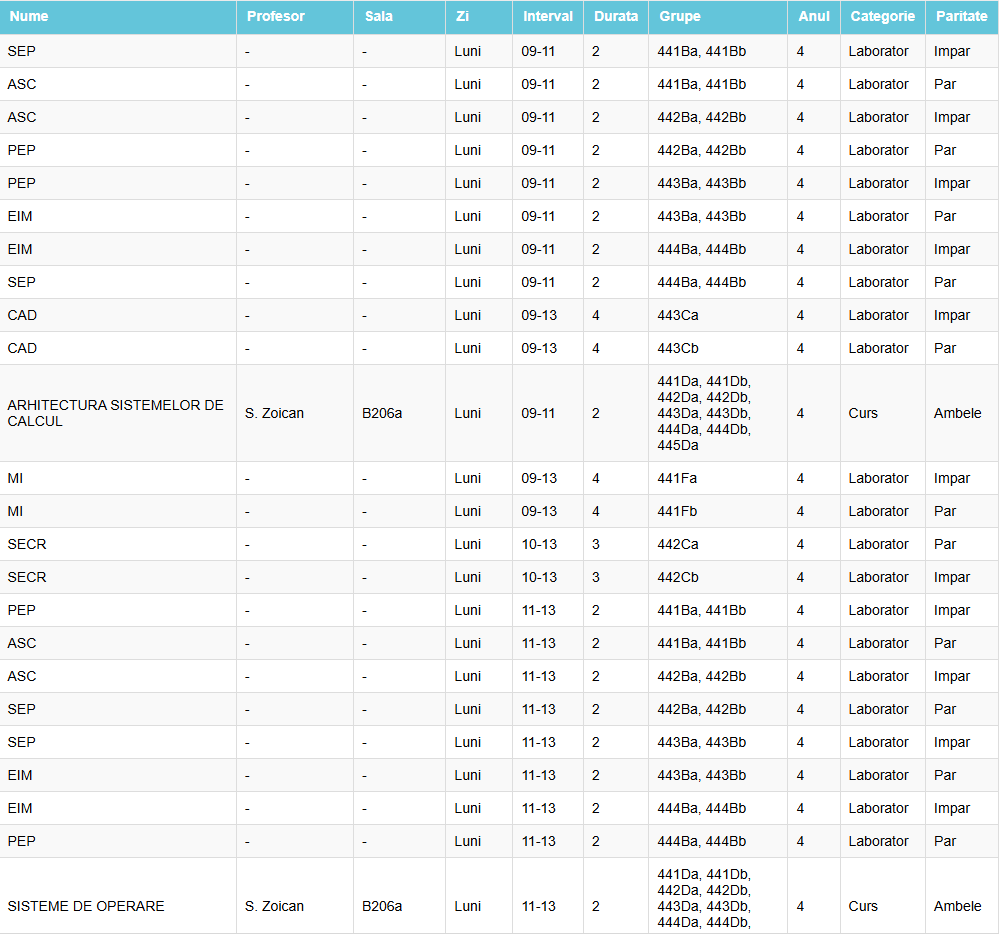 Nume Profesor Sala Zi Interval Durata Grupe Anul Categorie Paritate
SEP - - Luni 09-11 2 441Ba, 441Bb 4 Laborator Impar
ASC - - Luni 09-11 2 441Ba, 441Bb 4 Laborator Par
ASC - - Luni 09-11 2 442Ba, 442Bb 4 Laborator Impar
PEP - - Luni 09-11 2 442Ba, 442Bb 4 Laborator Par
PEP - - Luni 09-11 2 443Ba, 443Bb 4 Laborator Impar
EIM - - Luni 09-11 2 443Ba, 443Bb 4 Laborator Par
EIM - - Luni 09-11 2 444Ba, 444Bb 4 Laborator Impar
SEP - - Luni 09-11 2 444Ba, 444Bb 4 Laborator Par
CAD - - Luni 09-13 4 443Ca 4 Laborator Impar
CAD - - Luni 09-13 4 443Cb 4 Laborator Par
ARHITECTURA SISTEMELOR DE
CALCUL
S. Zoican B206a Luni 09-11 2
441Da, 441Db,
442Da, 442Db,
443Da, 443Db,
444Da, 444Db,
445Da
4 Curs Ambele
MI - - Luni 09-13 4 441Fa 4 Laborator Impar
MI - - Luni 09-13 4 441Fb 4 Laborator Par
SECR - - Luni 10-13 3 442Ca 4 Laborator Par
SECR - - Luni 10-13 3 442Cb 4 Laborator Impar
PEP - - Luni 11-13 2 441Ba, 441Bb 4 Laborator Impar
ASC - - Luni 11-13 2 441Ba, 441Bb 4 Laborator Par
ASC - - Luni 11-13 2 442Ba, 442Bb 4 Laborator Impar
SEP - - Luni 11-13 2 442Ba, 442Bb 4 Laborator Par
SEP - - Luni 11-13 2 443Ba, 443Bb 4 Laborator Impar
EIM - - Luni 11-13 2 443Ba, 443Bb 4 Laborator Par
EIM - - Luni 11-13 2 444Ba, 444Bb 4 Laborator Impar
PEP - - Luni 11-13 2 444Ba, 444Bb 4 Laborator Par
SISTEME DE OPERARE S. Zoican B206a Luni 11-13 2
441Da, 441Db,
442Da, 442Db,
443Da, 443Db,
444Da, 444Db,
4 Curs Ambele